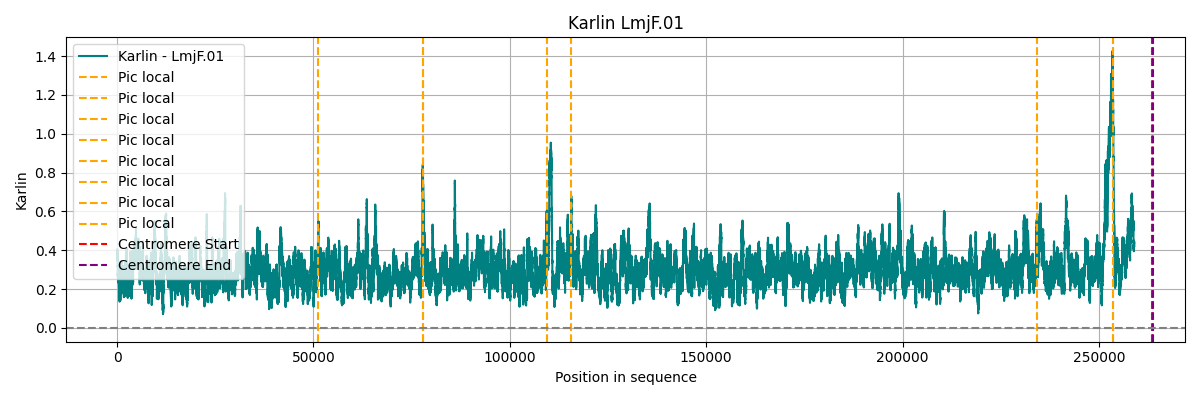 Karlin LmjF.01
Karlin - LmjF.01
Pic local
Pic local
Pic local
Pic local
Pic local
Pic local
Pic local
Pic local
Centromere Start
Centromere End
1.4
1.2
1.0
0.8
0.6
0.4
0.2
0.0
Karlin
0 50000 100000 150000 200000 250000
Position in sequence